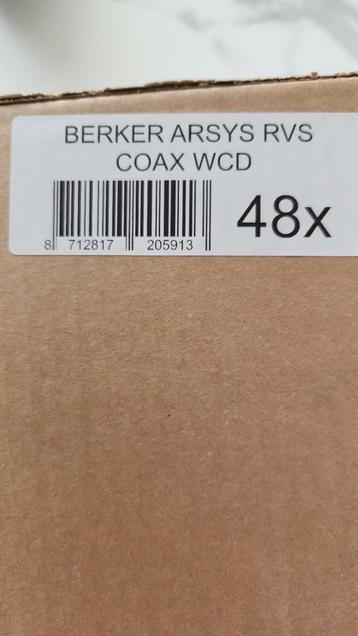 BERKER ARSYS RVS
COAX WCD
48x
8 712817 205913